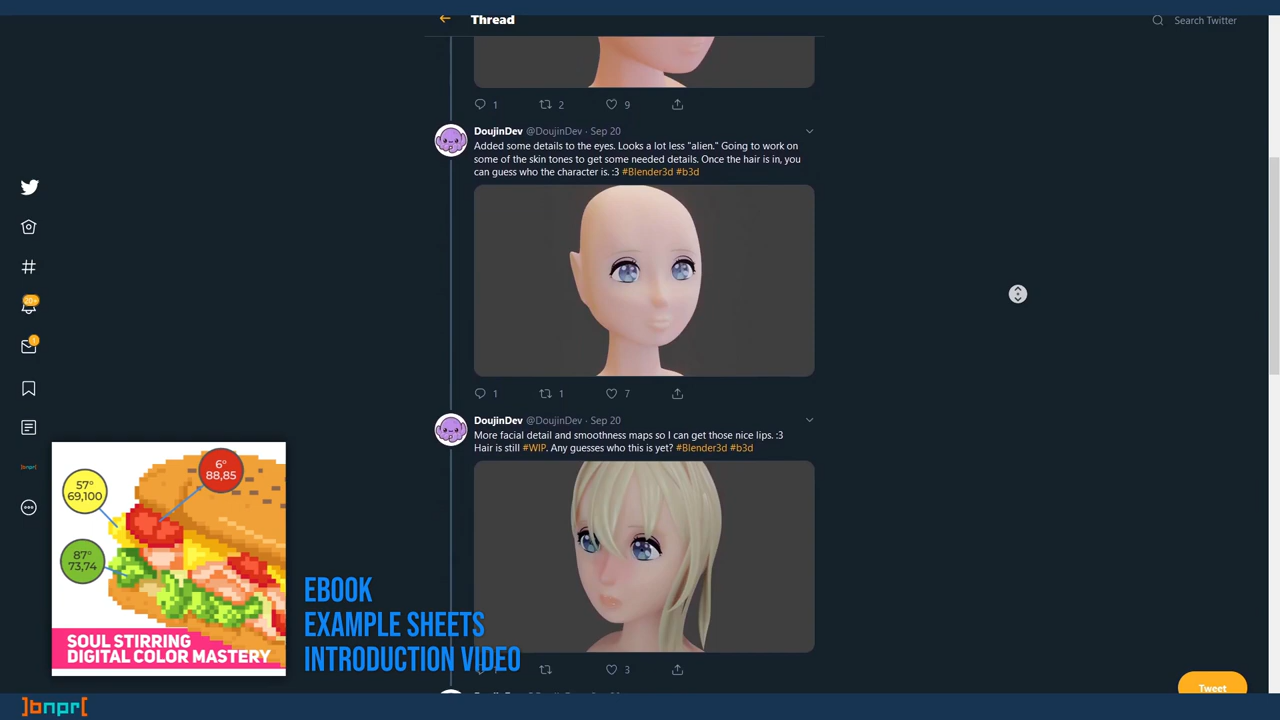 Thread
Search Twitter
1 2 9
DoujinDev @DoujinDev · Sep 20
Added some details to the eyes. Looks a lot less "alien." Going to work on
some of the skin tones to get some needed details. Once the hair is in, you
can guess who the character is. :3 #Blender3d #b3d
1 1 7
DoujinDev @DoujinDev · Sep 20
More facial detail and smoothness maps so I can get those nice lips. :3
Hair is still #WIP. Any guesses who this is yet? #Blender3d #b3d
3
Tweet
1
57°
69,100
6°
88,85
87°
73,74
SOUL STIRRING
DIGITAL COLOR MASTERY
EBOOK
EXAMPLE SHEETS
INTRODUCTION VIDEO
]bnpr[